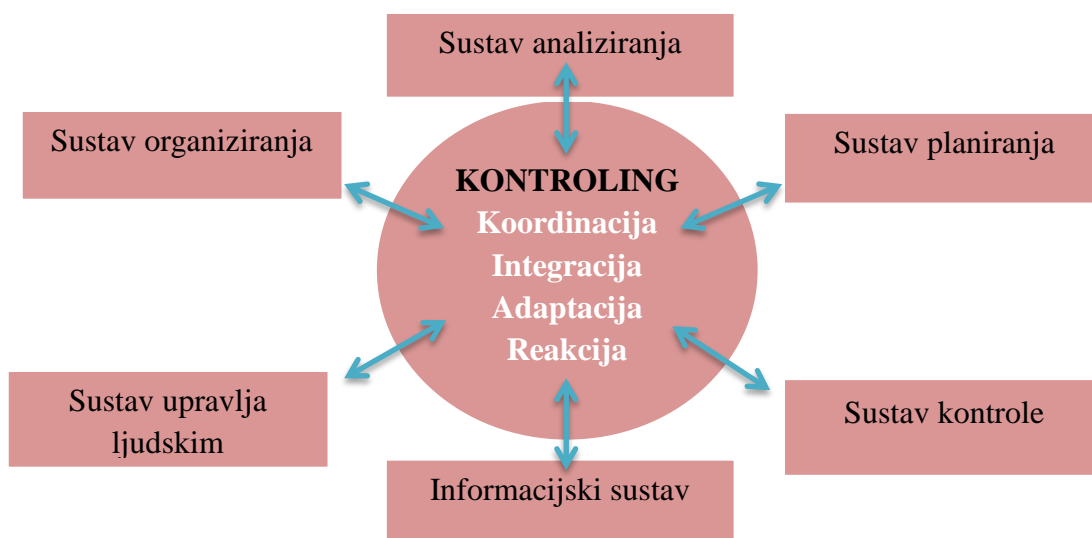 Sustav analiziranja
Sustav organiziranja
Sustav planiranja
KONTROLING
Koordinacija
Integracija
Adaptacija
Reakcija
Sustav upravlja
ljudskim
Sustav kontrole
Informacijski sustav